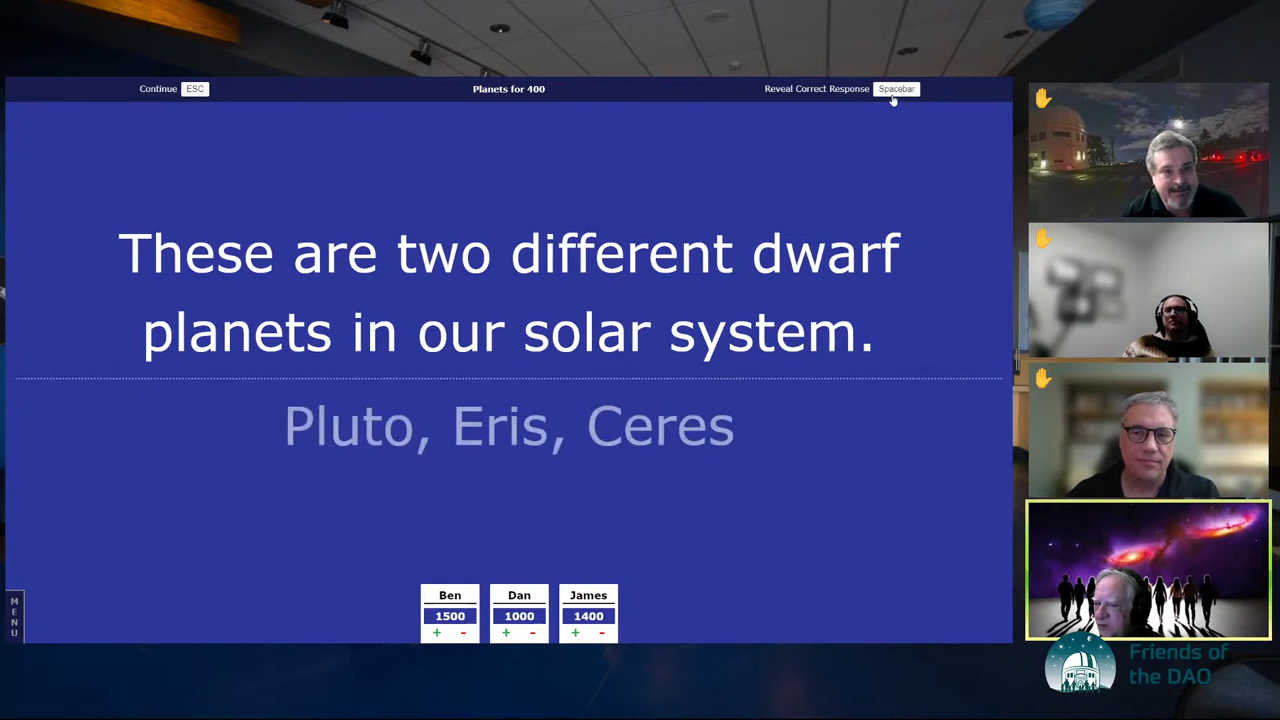 Continue ESC
Planets for 400
Reveal Correct Response Spacebar
These are two different dwarf
planets in our solar system.
Pluto, Eris, Ceres
MENU
Ben
1500
+ -
Dan
1000
+ -
James
1400
+ -
Friends of
the DAO